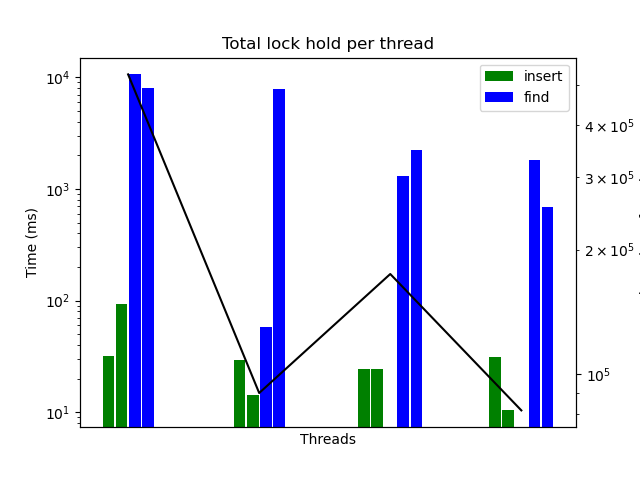 Total lock hold per thread
insert
find
10⁴
10³
10²
10¹
Time (ms)
4 × 10⁵
3 × 10⁵
2 × 10⁵
10⁵
Threads